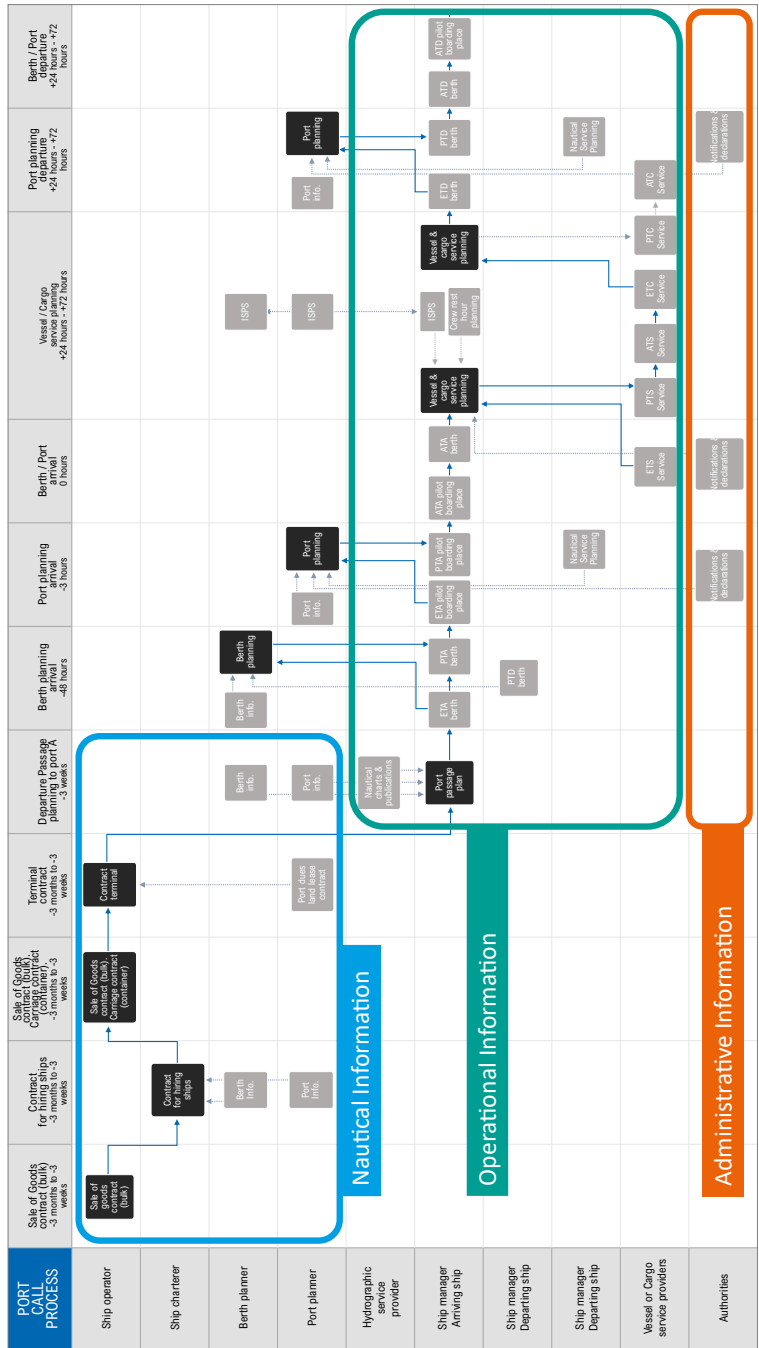 PORT
CALL
PROCESS
Sale of Goods
contract (bulk)
-3 months to -3
weeks
Contract
for hiring ships
-3 months to -3
weeks
Sale of Goods
contract (bulk).
Carriage contract
(container).
-3 months to -3
weeks
Terminal
contract
-3 months to -3
weeks
Departure Passage
planning to port A
-3 weeks
Berth planning
arrival
-48 hours
Port planning
arrival
-3 hours
Berth / Port
arrival
0 hours
Vessel / Cargo
service planning
+24 hours - +72
hours
Port planning
departure
+24 hours - +72
hours
Berth / Port
departure
+24 hours - +72
hours
Ship operator
Sale of
goods
contract
(bulk)
Sale of Goods
contract (bulk).
Carriage contract
(container)
Contract
terminal
Ship charterer
Contract
for hiring
ships
Berth planner
Berth
Info.
Berth
info.
Berth
info.
Berth
planning
ISPS
Port planner
Port
Info.
Port dues
land lease
contract
Port
info.
Port
info.
Port
planning
ISPS
Port
info.
Port
planning
Nautical Information
Hydrographic
service
provider
Nautical
charts &
publications
Ship manager
Arriving ship
Port
passage
plan
ETA
berth
PTA
berth
ETA pilot
boarding
place
PTA pilot
boarding
place
ATA pilot
boarding
place
ATA
berth
Vessel &
cargo
service
planning
ISPS
Crew rest
hour
planning
Vessel &
cargo
service
planning
ETD
berth
PTD
berth
ATD
berth
ATD pilot
boarding
place
Ship manager
Departing ship
PTD
berth
Operational Information
Ship manager
Departing ship
Nautical
Service
Planning
Nautical
Service
Planning
Vessel or Cargo
service providers
ETS
Service
PTS
Service
ATS
Service
ETC
Service
PTC
Service
ATC
Service
Authorities
Notifications &
declarations
Notifications &
declarations
Notifications &
declarations
Administrative Information